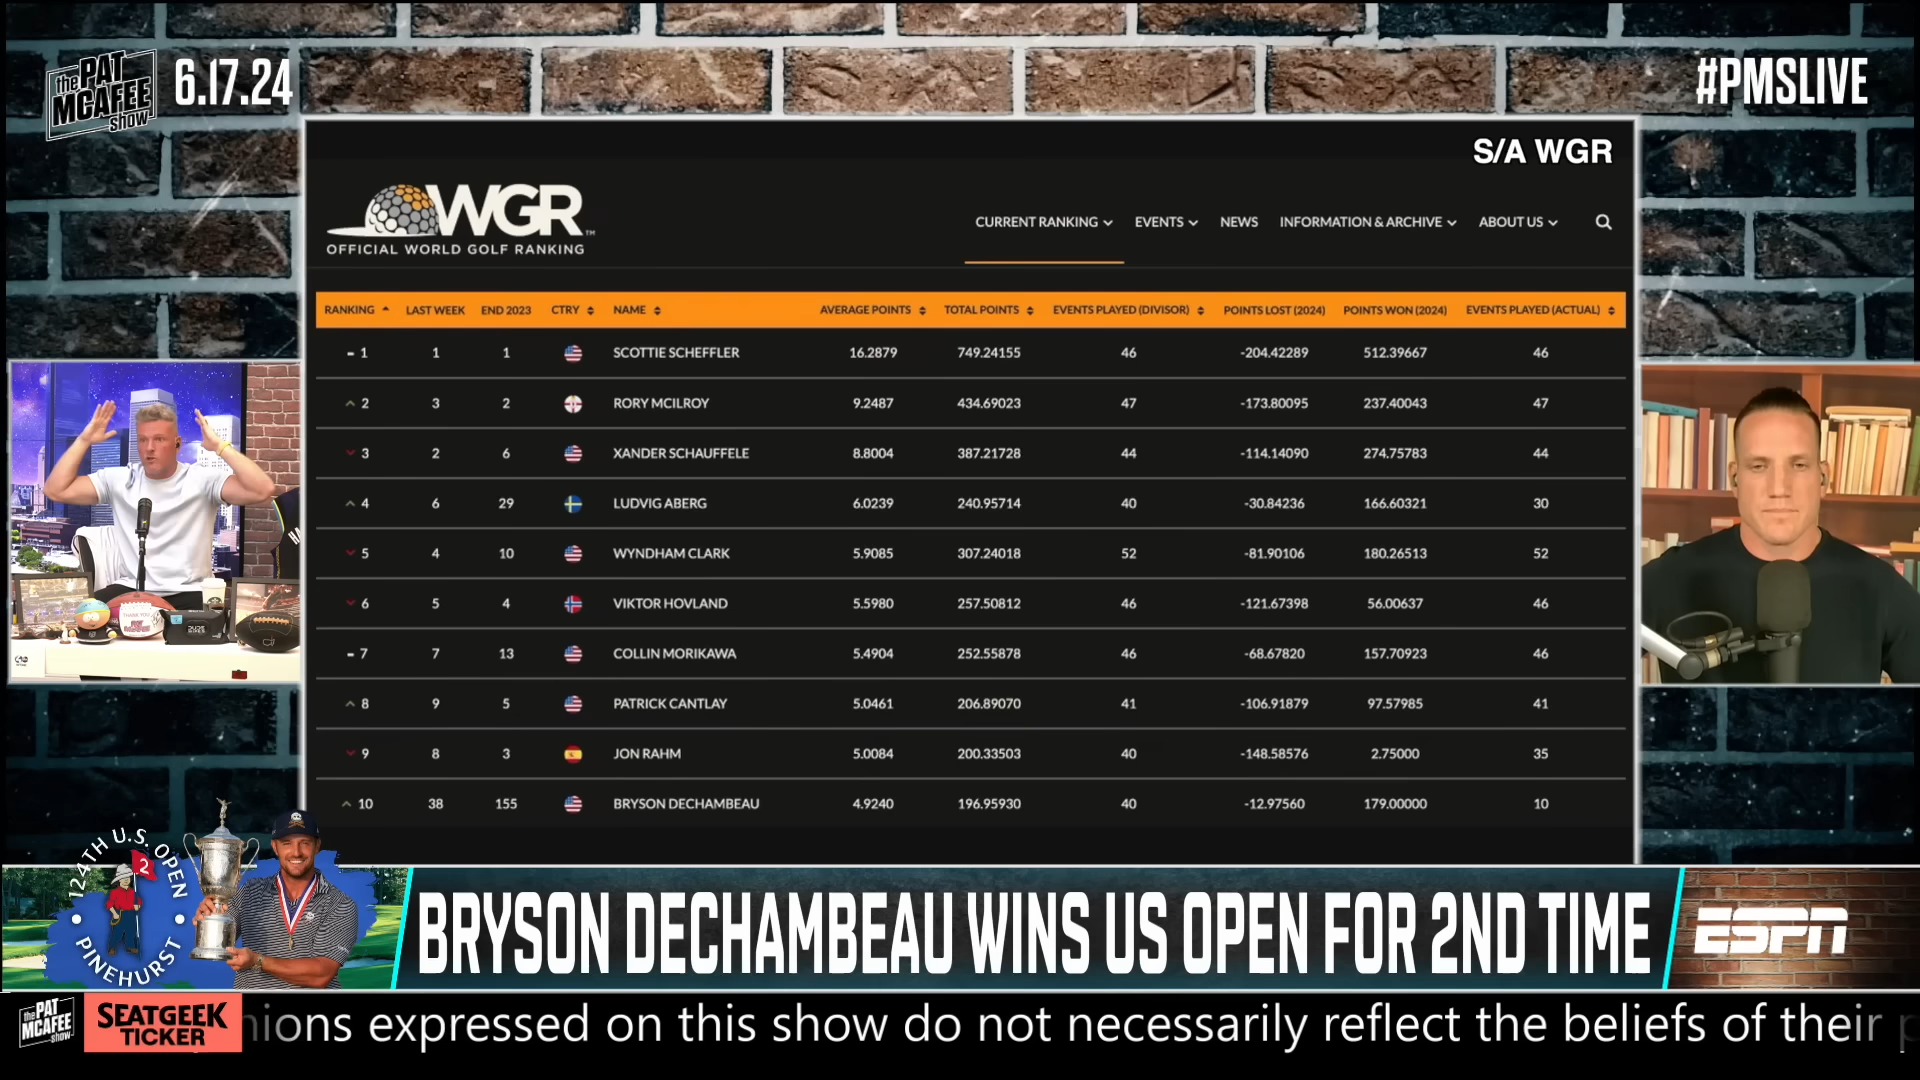 the PAT MCAFEE show
6.17.24
#PMSLIVE
S/A WGR
OWGR™
OFFICIAL WORLD GOLF RANKING
CURRENT RANKING EVENTS NEWS INFORMATION & ARCHIVE ABOUT US
RANKING LAST WEEK END 2023 CTRY NAME AVERAGE POINTS TOTAL POINTS EVENTS PLAYED (DIVISOR) POINTS LOST (2024) POINTS WON (2024) EVENTS PLAYED (ACTUAL)
1 1 1 SCOTTIE SCHEFFLER 16.2879 749.24155 46 -204.42289 512.39667 46
2 3 2 RORY MCILROY 9.2487 434.69023 47 -173.80095 237.40043 47
3 2 6 XANDER SCHAUFFELE 8.8004 387.21728 44 -114.14090 274.75783 44
4 6 29 LUDVIG ABERG 6.0239 240.95714 40 -30.84236 166.60321 30
5 4 10 WYNDHAM CLARK 5.9085 307.24018 52 -81.90106 180.26513 52
6 5 4 VIKTOR HOVLAND 5.5980 257.50812 46 -121.67398 56.00637 46
7 7 13 COLLIN MORIKAWA 5.4904 252.55878 46 -68.67820 157.70923 46
8 9 5 PATRICK CANTLAY 5.0461 206.89070 41 -106.91879 97.57985 41
9 8 3 JON RAHM 5.0084 200.33503 40 -148.58576 2.75000 35
10 38 155 BRYSON DECHAMBEAU 4.9240 196.95930 40 -12.97560 179.00000 10
124TH U.S. OPEN
2
PINEHURST
BRYSON DECHAMBEAU WINS US OPEN FOR 2ND TIME
ESPN
the PAT MCAFEE show
SEATGEEK
TICKER
nions expressed on this show do not necessarily reflect the beliefs of their p